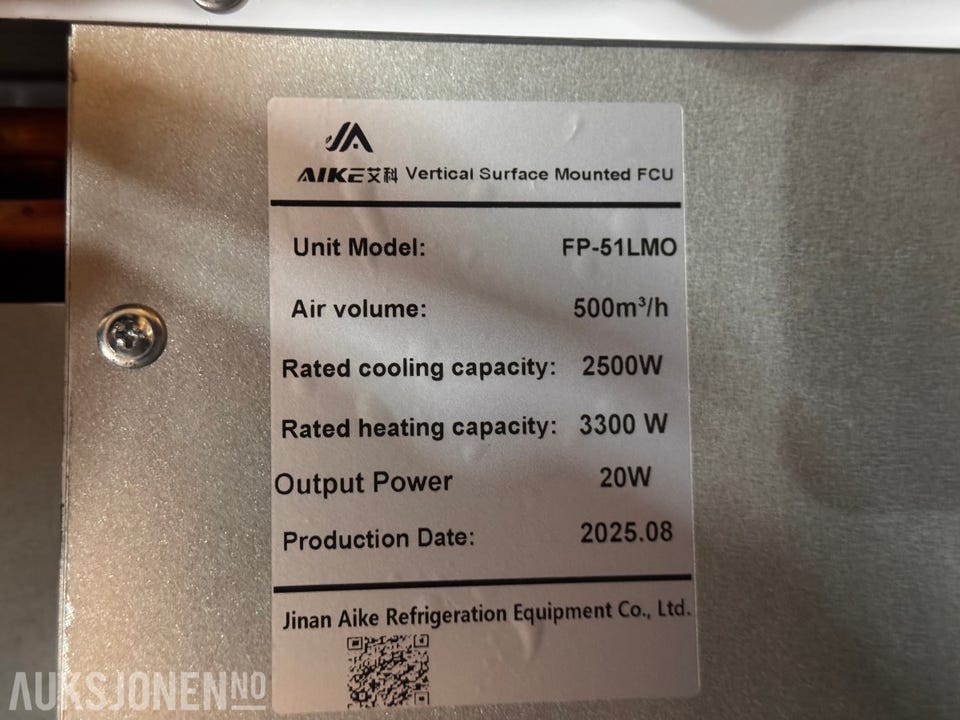 AIKE艾科 Vertical Surface Mounted FCU
Unit Model: FP-51LMO
Air volume: 500m³/h
Rated cooling capacity: 2500W
Rated heating capacity: 3300 W
Output Power 20W
Production Date: 2025.08
Jinan Aike Refrigeration Equipment Co., Ltd.
AUKSJONEN NO